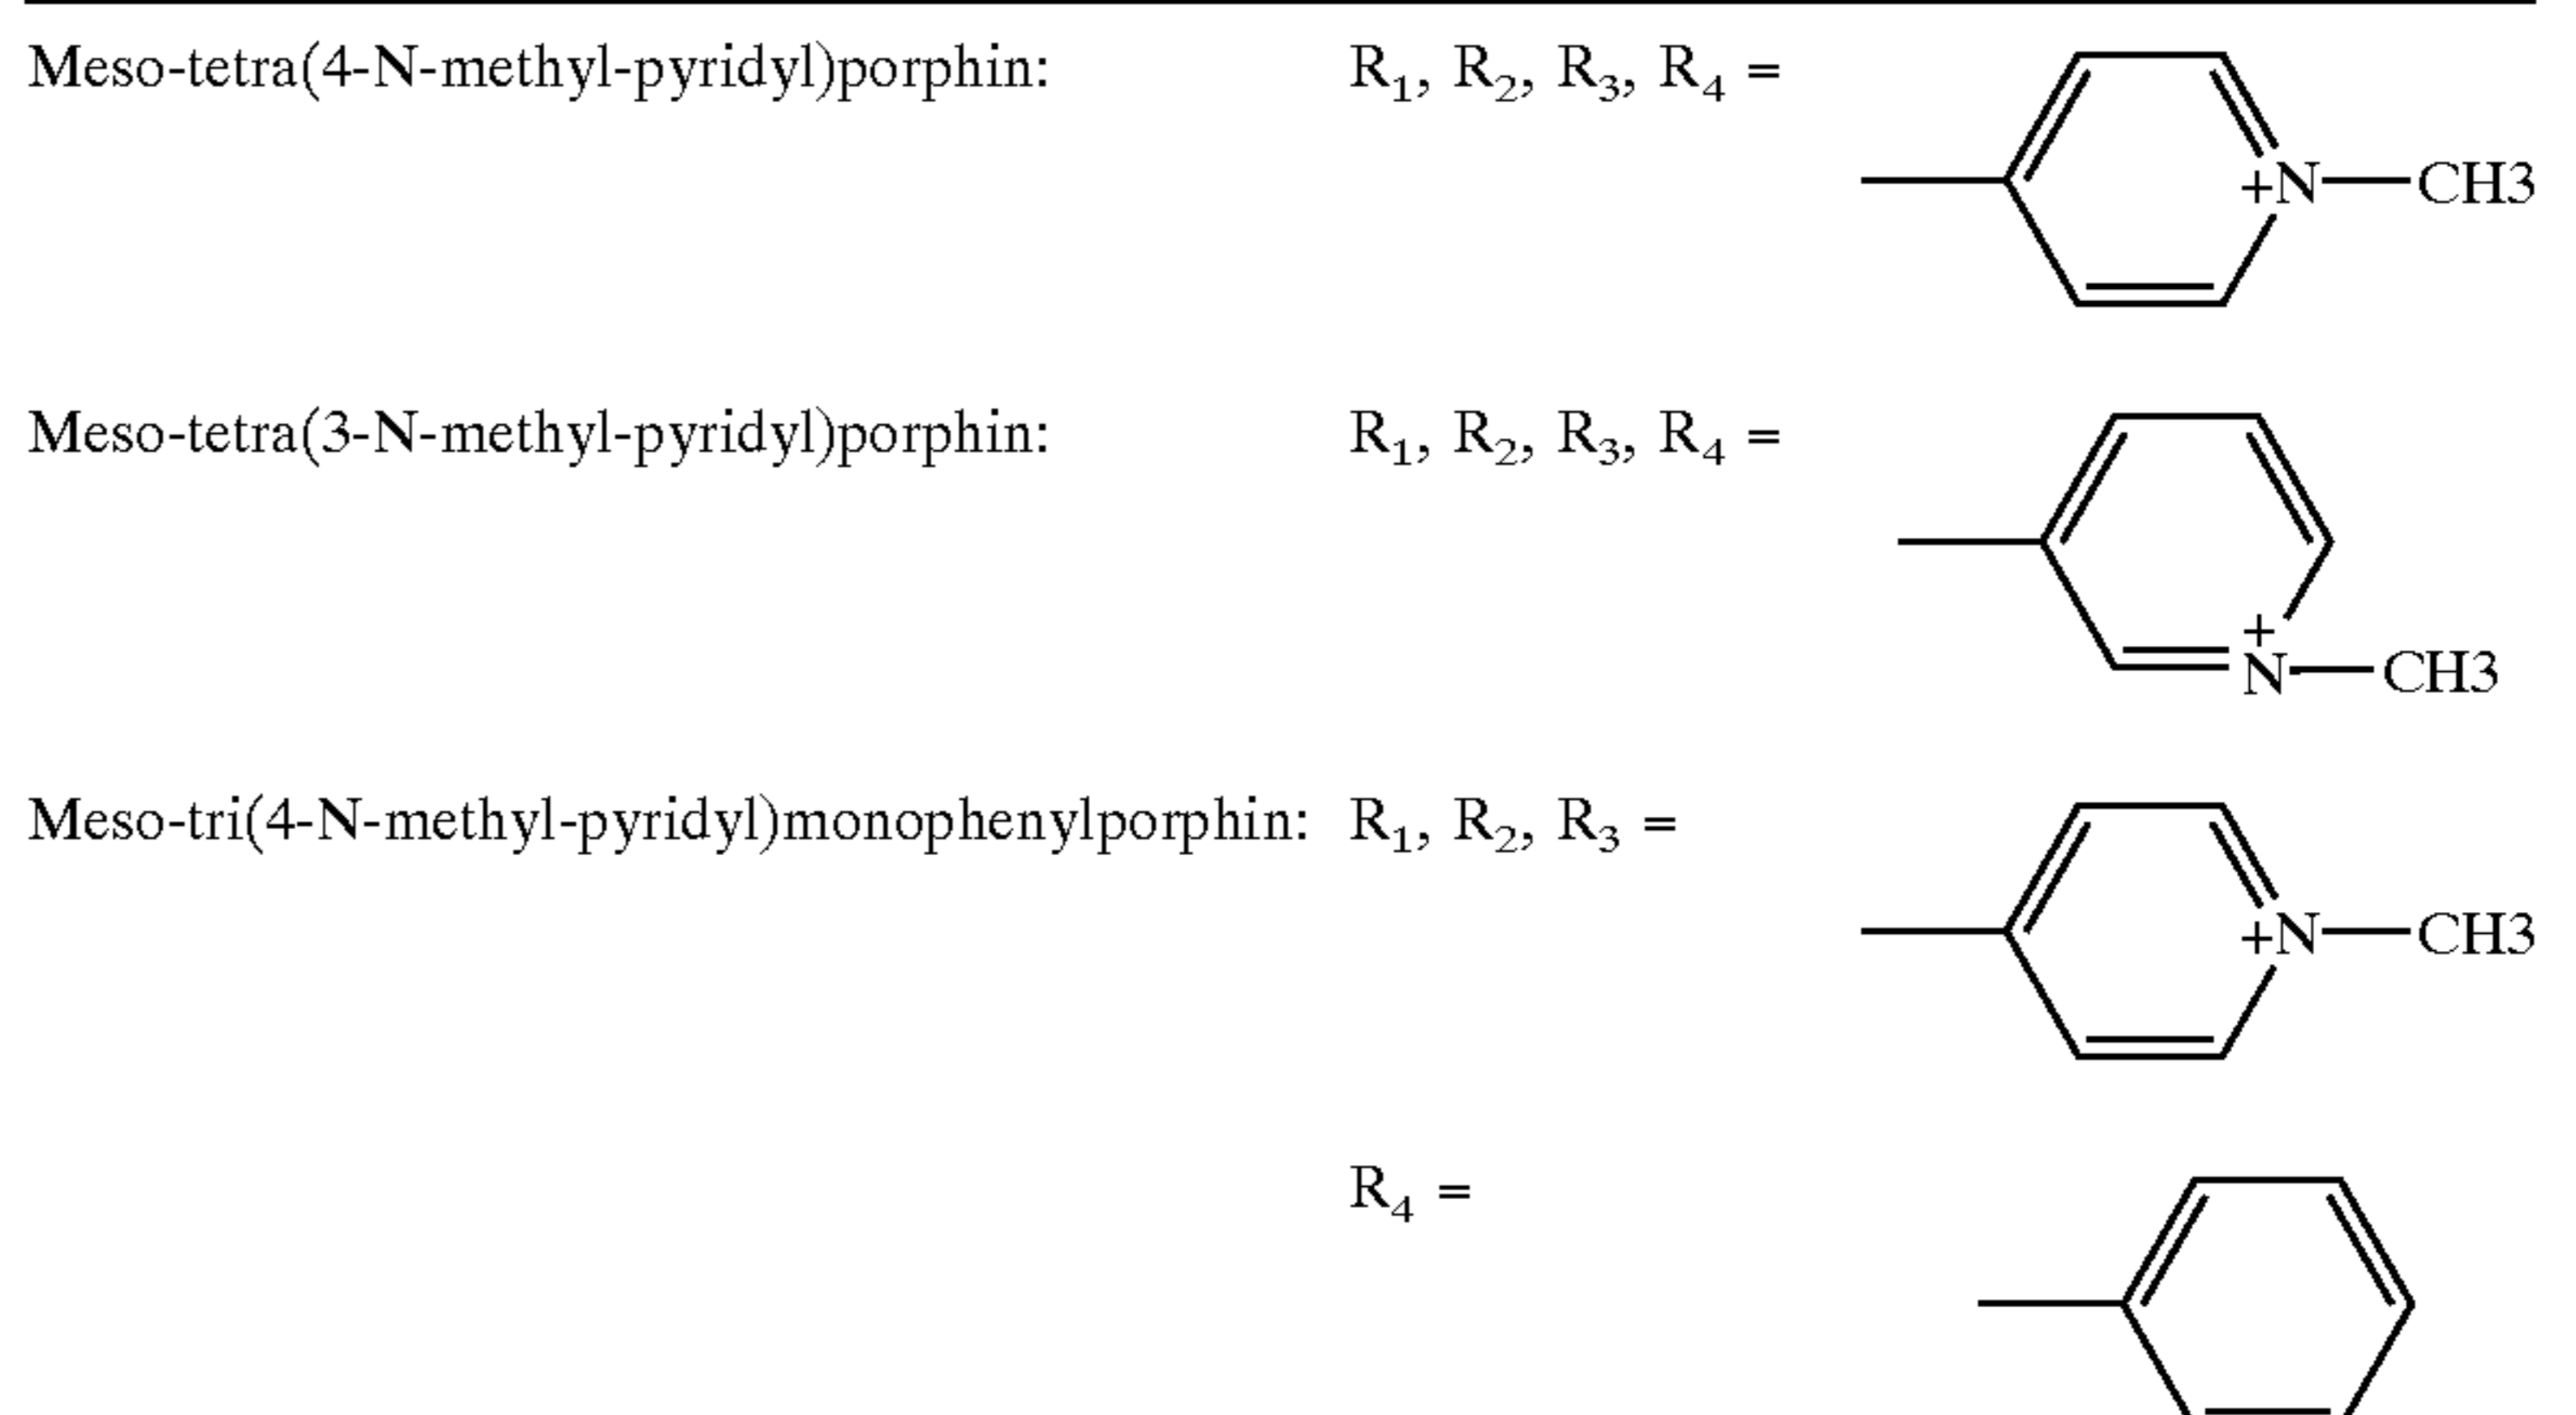 Meso-tetra(4-N-methyl-pyridyl)porphin: R₁, R₂, R₃, R₄ =
+N CH3
Meso-tetra(3-N-methyl-pyridyl)porphin: R₁, R₂, R₃, R₄ =
+
N CH3
Meso-tri(4-N-methyl-pyridyl)monophenylporphin: R₁, R₂, R₃ =
+N CH3
R₄ =